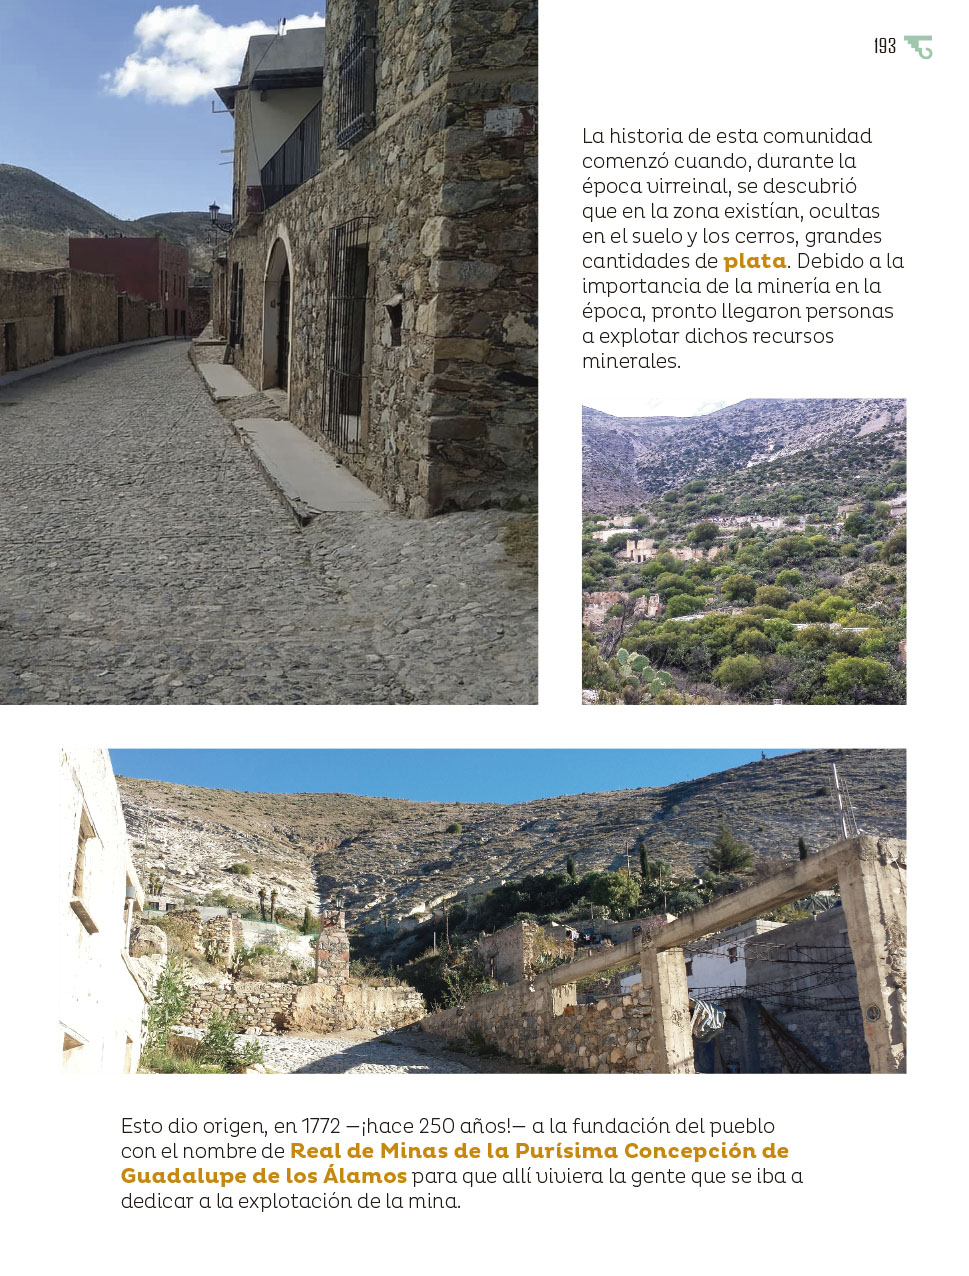 193
La historia de esta comunidad
comenzó cuando, durante la
época virreinal, se descubrió
que en la zona existían, ocultas
en el suelo y los cerros, grandes
cantidades de plata. Debido a la
importancia de la minería en la
época, pronto llegaron personas
a explotar dichos recursos
minerales.
Esto dio origen, en 1772 —¡hace 250 años!— a la fundación del pueblo
con el nombre de Real de Minas de la Purísima Concepción de
Guadalupe de los Álamos para que allí viviera la gente que se iba a
dedicar a la explotación de la mina.